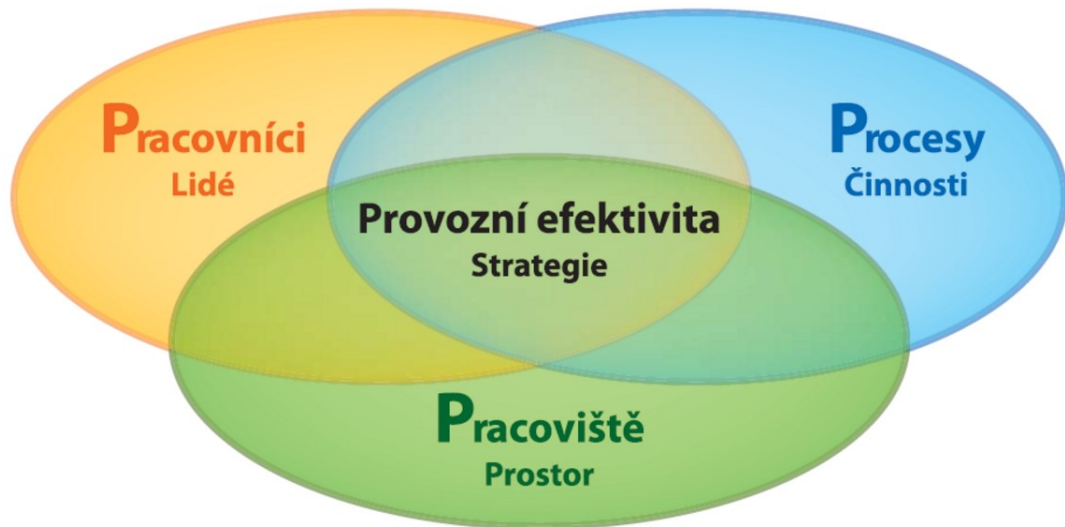 Pracovníci
Lidé
Procesy
Činnosti
Provozní efektivita
Strategie
Pracoviště
Prostor